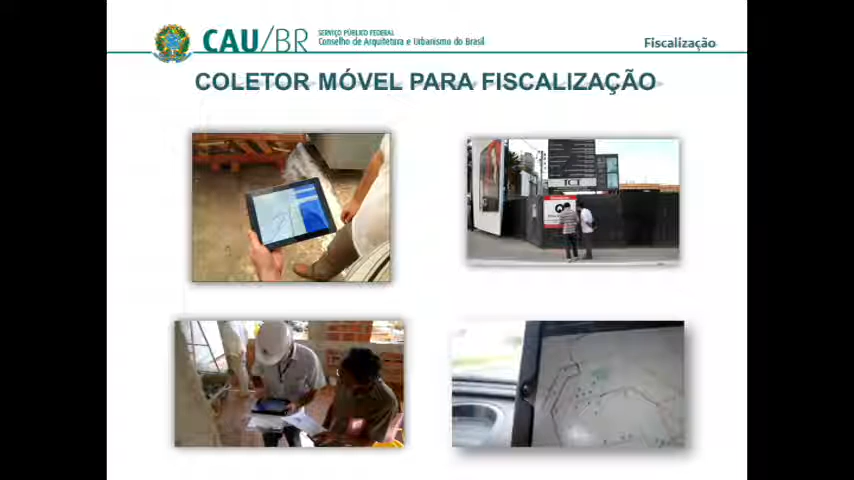 CAU/BR
SERVIÇO PÚBLICO FEDERAL
Conselho de Arquitetura e Urbanismo do Brasil
Fiscalização
COLETOR MÓVEL PARA FISCALIZAÇÃO